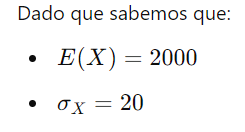 Dado que sabemos que:
• E(X) = 2000
• σ_X = 20